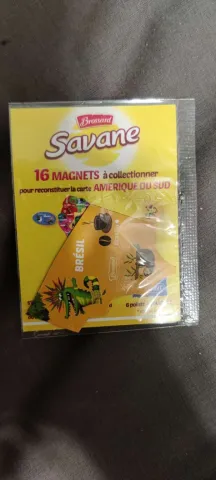 Brossard
Savane
16 MAGNETS à collectionner
pour reconstituer la carte AMÉRIQUE DU SUD
BRÉSIL